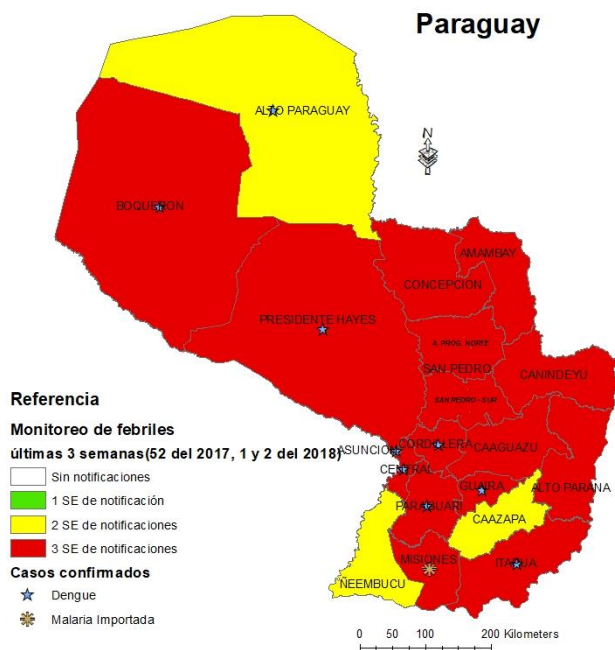 Paraguay
N
ALTO PARAGUAY
BOQUERON
AMAMBAY
CONCEPCION
PRESIDENTE HAYES
A. PROG. NORTE
SAN PEDRO
CANINDEYU
SAN PEDRO - SUR
ASUNCION
CORDILLERA
CAAGUAZU
CENTRAL
GUAIRA
ALTO PARANA
PARAGUARI
CAAZAPA
MISIONES
ITAPUA
ÑEEMBUCU
Referencia
Monitoreo de febriles
últimas 3 semanas(52 del 2017, 1 y 2 del 2018)
Sin notificaciones
1 SE de notificación
2 SE de notificaciones
3 SE de notificaciones
Casos confirmados
Dengue
Malaria Importada
0 50 100 200 Kilometers